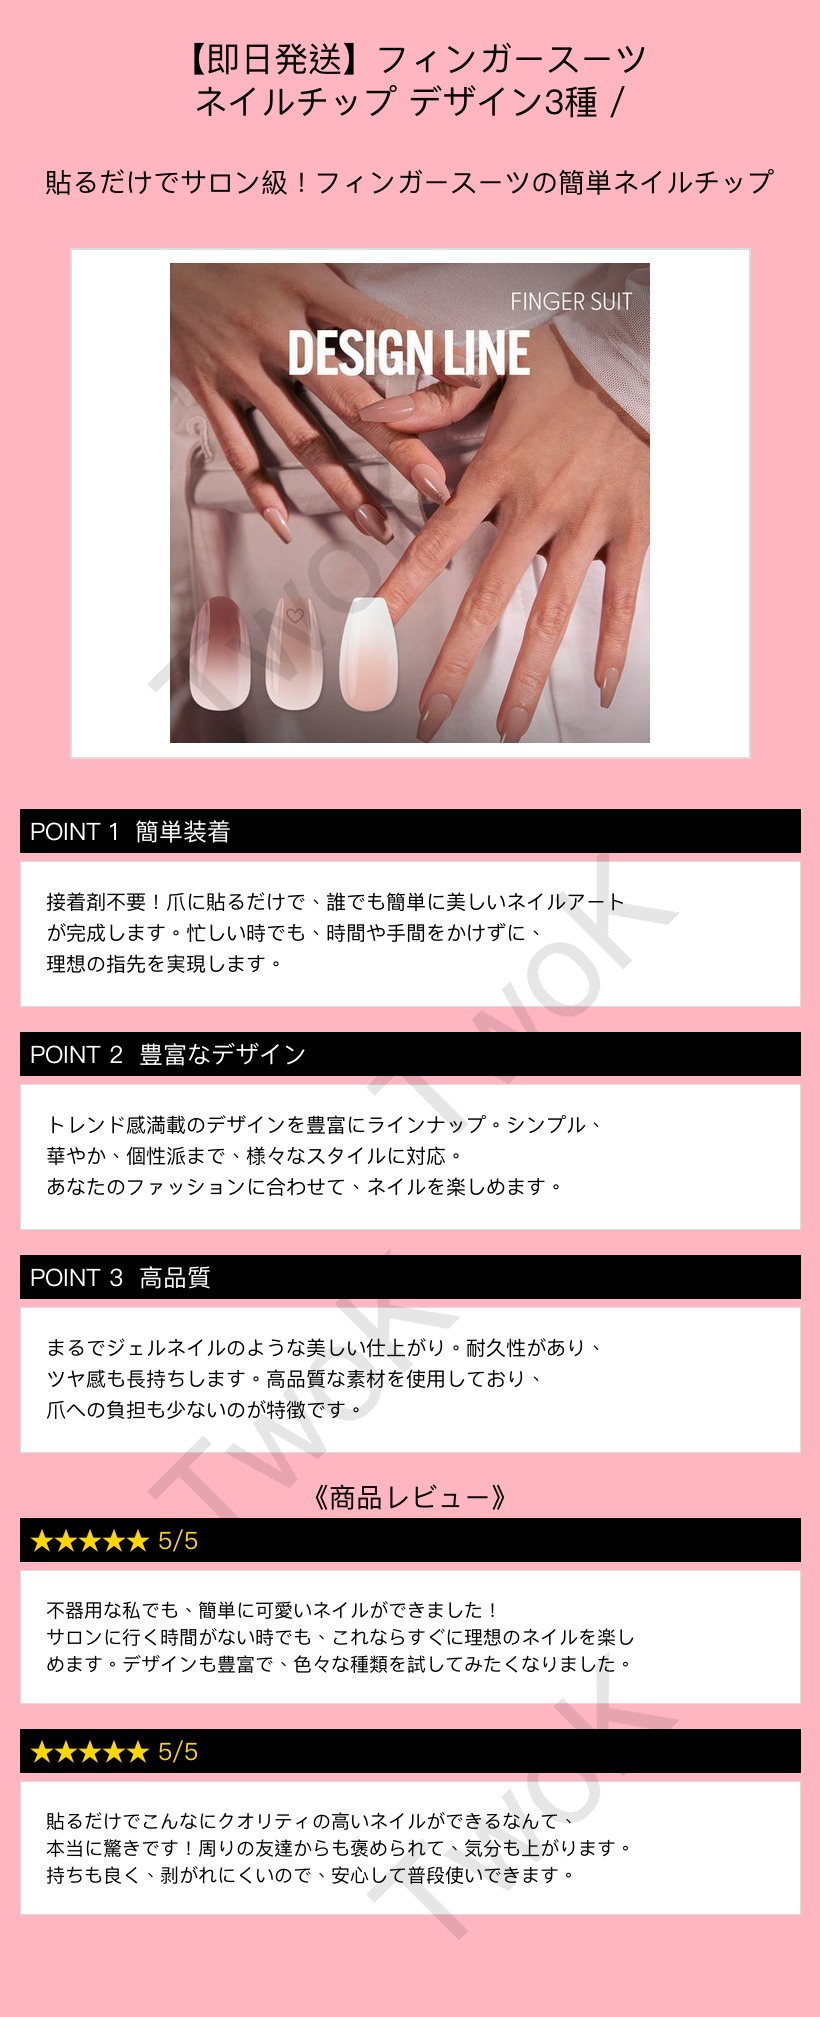 【即日発送】フィンガースーツ
ネイルチップ デザイン3種 /
貼るだけでサロン級！フィンガースーツの簡単ネイルチップ
FINGER SUIT
DESIGN LINE
TwoK
POINT 1 簡単装着
接着剤不要！爪に貼るだけで、誰でも簡単に美しいネイルアート
が完成します。忙しい時でも、時間や手間をかけずに、
理想の指先を実現します。
TwoK
POINT 2 豊富なデザイン
トレンド感満載のデザインを豊富にラインナップ。シンプル、
華やか、個性派まで、様々なスタイルに対応。
あなたのファッションに合わせて、ネイルを楽しめます。
POINT 3 高品質
まるでジェルネイルのような美しい仕上がり。耐久性があり、
ツヤ感も長持ちします。高品質な素材を使用しており、
爪への負担も少ないのが特徴です。
TwoK
《商品レビュー》
★★★★★ 5/5
不器用な私でも、簡単に可愛いネイルができました！
サロンに行く時間がない時でも、これならすぐに理想のネイルを楽し
めます。デザインも豊富で、色々な種類を試してみたくなりました。
★★★★★ 5/5
貼るだけでこんなにクオリティの高いネイルができるなんて、
本当に驚きです！周りの友達からも褒められて、気分も上がります。
持ちも良く、剥がれにくいので、安心して普段使いできます。
TwoK